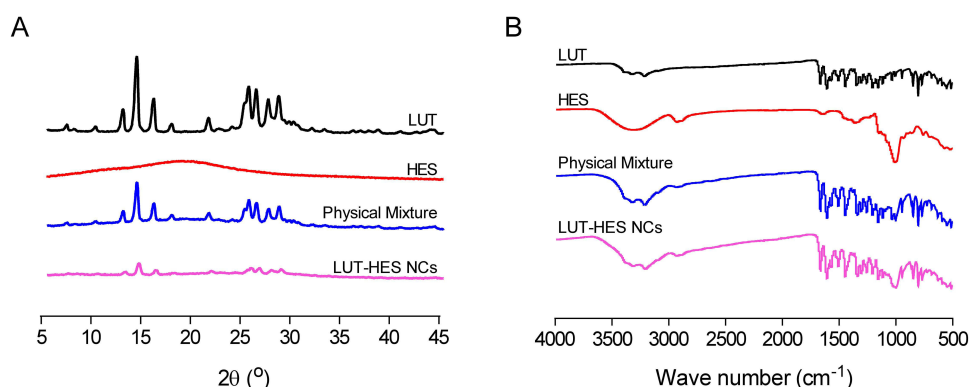 A
LUT
HES
Physical Mixture
LUT-HES NCs
5 10 15 20 25 30 35 40 45
2θ (°)
B
LUT
HES
Physical Mixture
LUT-HES NCs
4000 3500 3000 2500 2000 1500 1000 500
Wave number (cm⁻¹)